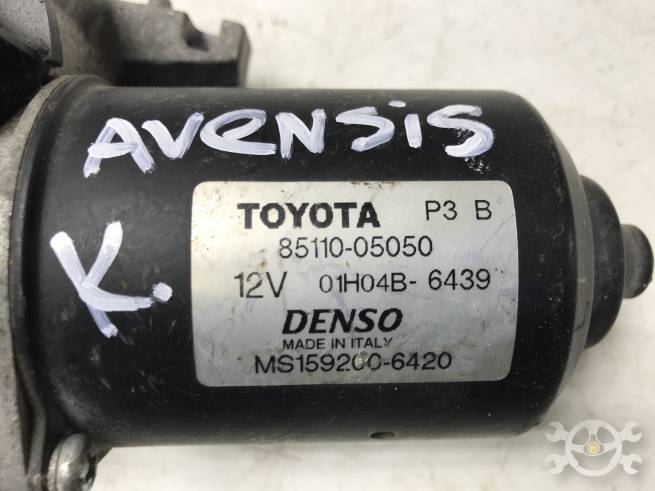 AVENSIS
K.
TOYOTA P3 B
85110-05050
12V 01H04B-6439
DENSO
MADE IN ITALY
MS159200-6420